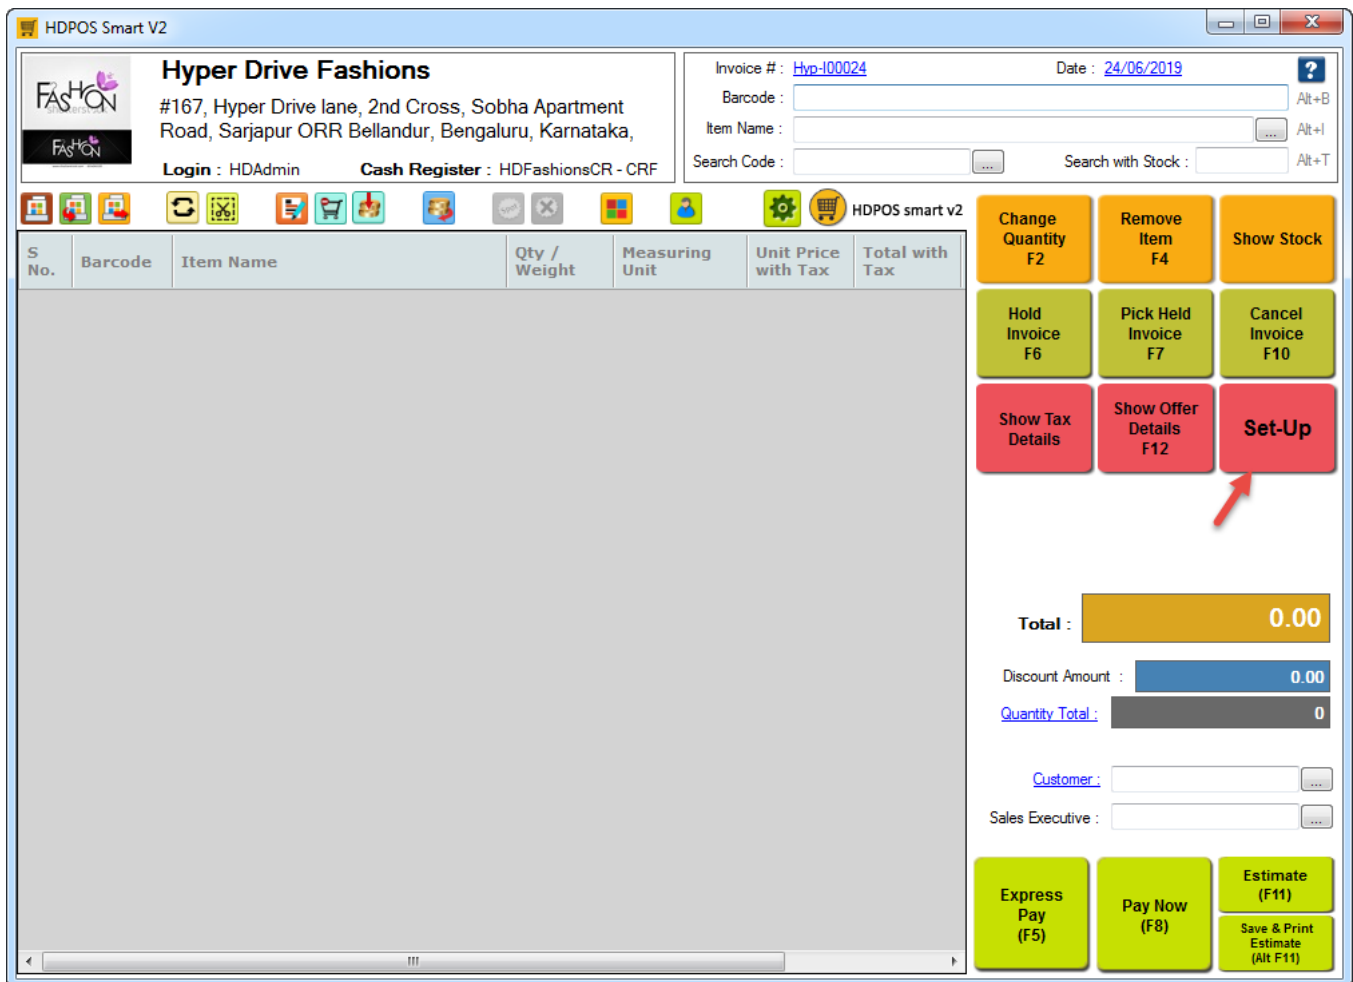 HDPOS Smart V2
FASHON
shutterstock
FASHON
Hyper Drive Fashions
#167, Hyper Drive lane, 2nd Cross, Sobha Apartment
Road, Sarjapur ORR Bellandur, Bengaluru, Karnataka,
Login : HDAdmin Cash Register : HDFashionsCR - CRF
Invoice # : Hyp-I00024 Date : 24/06/2019 ?
Barcode : Alt+B
Item Name : ... Alt+I
Search Code : ... Search with Stock : Alt+T
HDPOS smart v2
S No. Barcode Item Name Qty / Weight Measuring Unit Unit Price with Tax Total with Tax
Change
Quantity
F2
Remove
Item
F4
Show Stock
Hold
Invoice
F6
Pick Held
Invoice
F7
Cancel
Invoice
F10
Show Tax
Details
Show Offer
Details
F12
Set-Up
Total : 0.00
Discount Amount : 0.00
Quantity Total : 0
Customer : ...
Sales Executive : ...
Express
Pay
(F5)
Pay Now
(F8)
Estimate
(F11)
Save & Print
Estimate
(Alt F11)